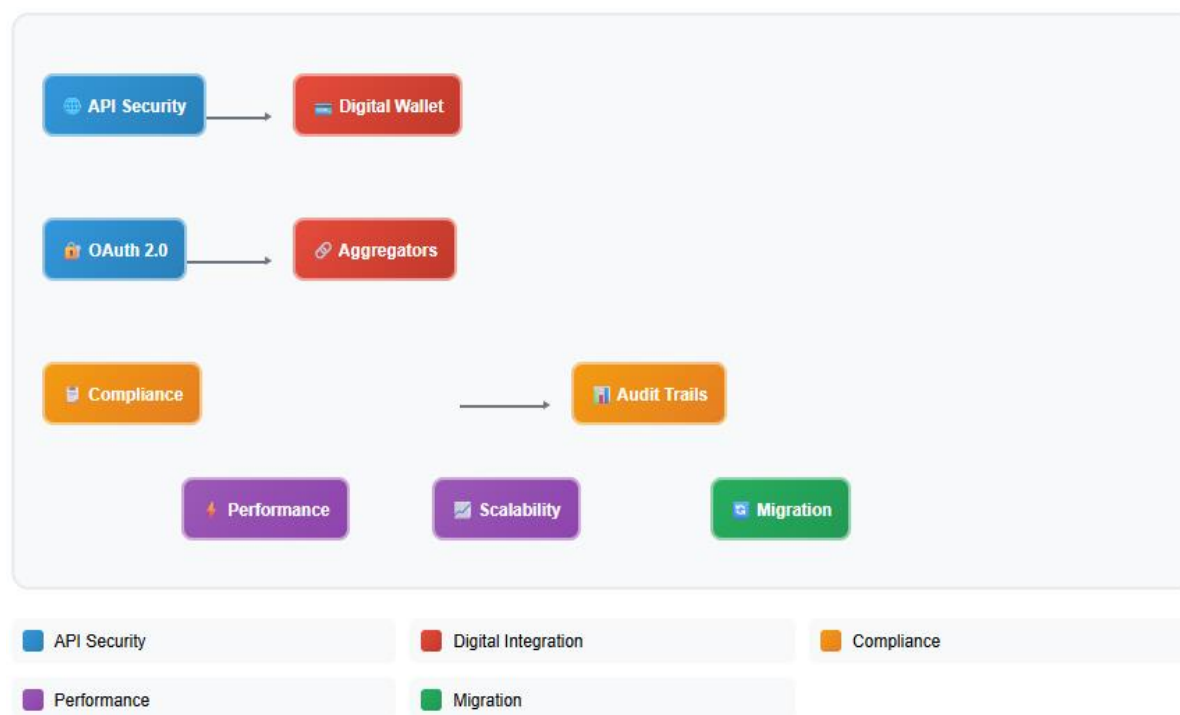 API Security
Digital Wallet
OAuth 2.0
Aggregators
Compliance
Audit Trails
Performance
Scalability
Migration
API Security
Digital Integration
Compliance
Performance
Migration